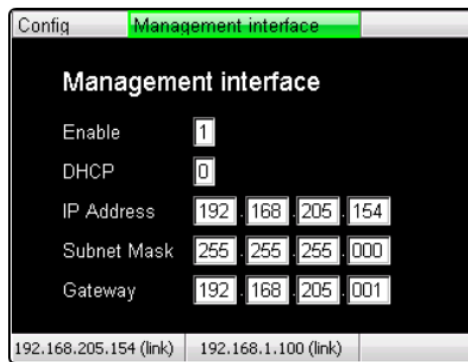 Config Management interface
Management interface
Enable 1
DHCP 0
IP Address 192 . 168 . 205 . 154
Subnet Mask 255 . 255 . 255 . 000
Gateway 192 . 168 . 205 . 001
192.168.205.154 (link) 192.168.1.100 (link)